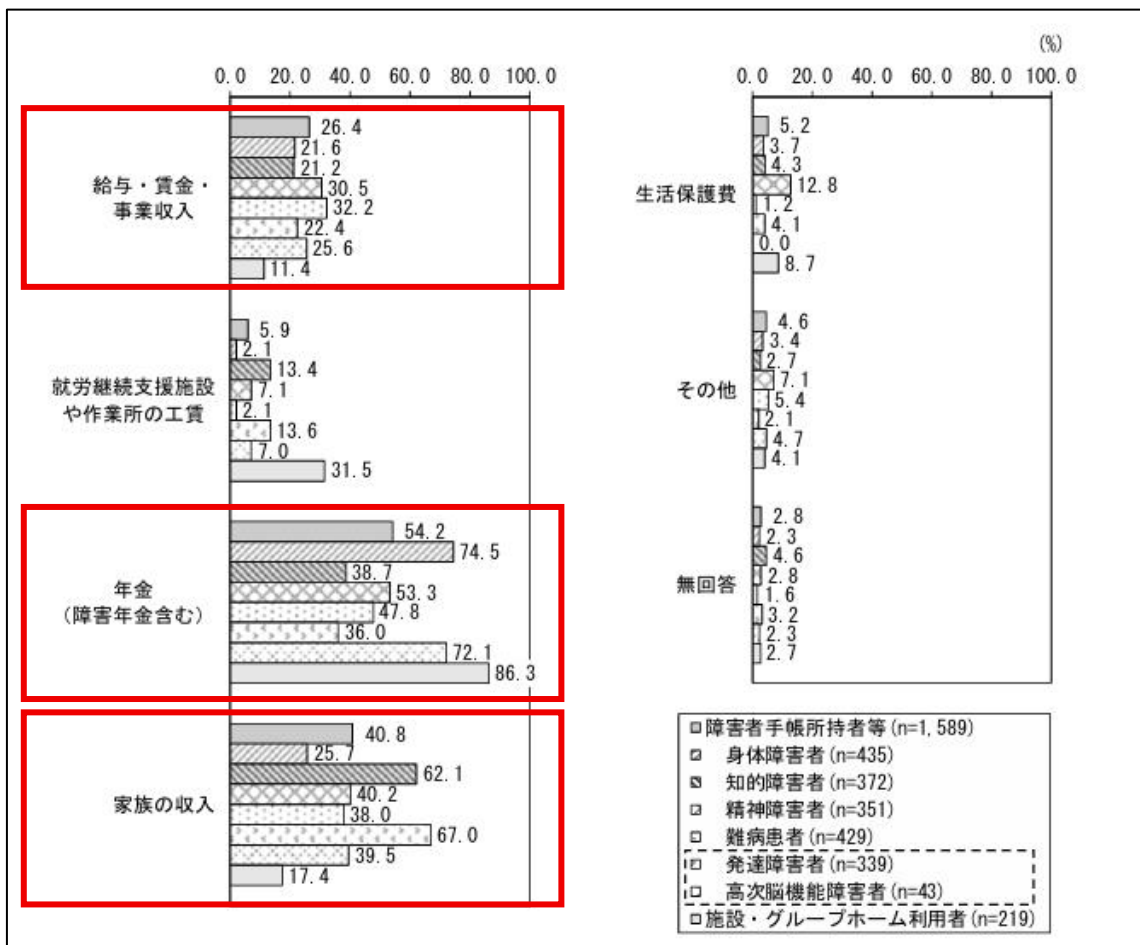 (%)
0.0 20.0 40.0 60.0 80.0 100.0
給与・賃金・
事業収入
26.4
21.6
21.2
30.5
32.2
22.4
25.6
11.4
就労継続支援施設
や作業所の工賃
5.9
2.1
13.4
7.1
2.1
13.6
7.0
31.5
年金
(障害年金含む)
54.2
74.5
38.7
53.3
47.8
36.0
72.1
86.3
家族の収入
40.8
25.7
62.1
40.2
38.0
67.0
39.5
17.4
0.0 20.0 40.0 60.0 80.0 100.0
生活保護費
5.2
3.7
4.3
12.8
1.2
4.1
0.0
8.7
その他
4.6
3.4
2.7
7.1
5.4
2.1
4.7
4.1
無回答
2.8
2.3
4.6
2.8
1.6
3.2
2.3
2.7
障害者手帳所持者等(n=1,589)
身体障害者(n=435)
知的障害者(n=372)
精神障害者(n=351)
難病患者(n=429)
発達障害者(n=339)
高次脳機能障害者(n=43)
施設・グループホーム利用者(n=219)